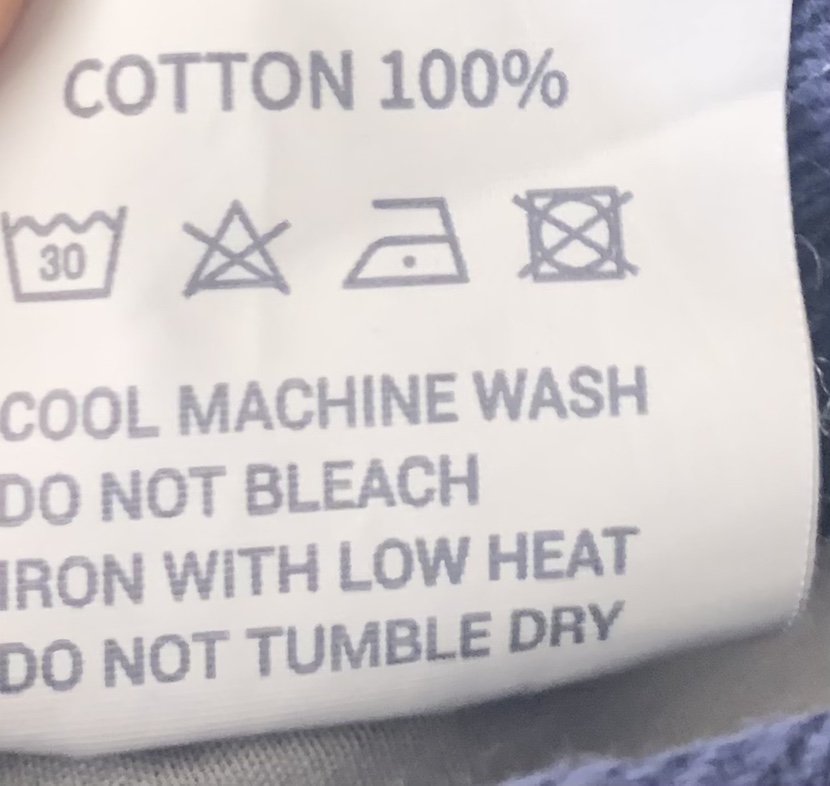 COTTON 100%
30
COOL MACHINE WASH
DO NOT BLEACH
IRON WITH LOW HEAT
DO NOT TUMBLE DRY